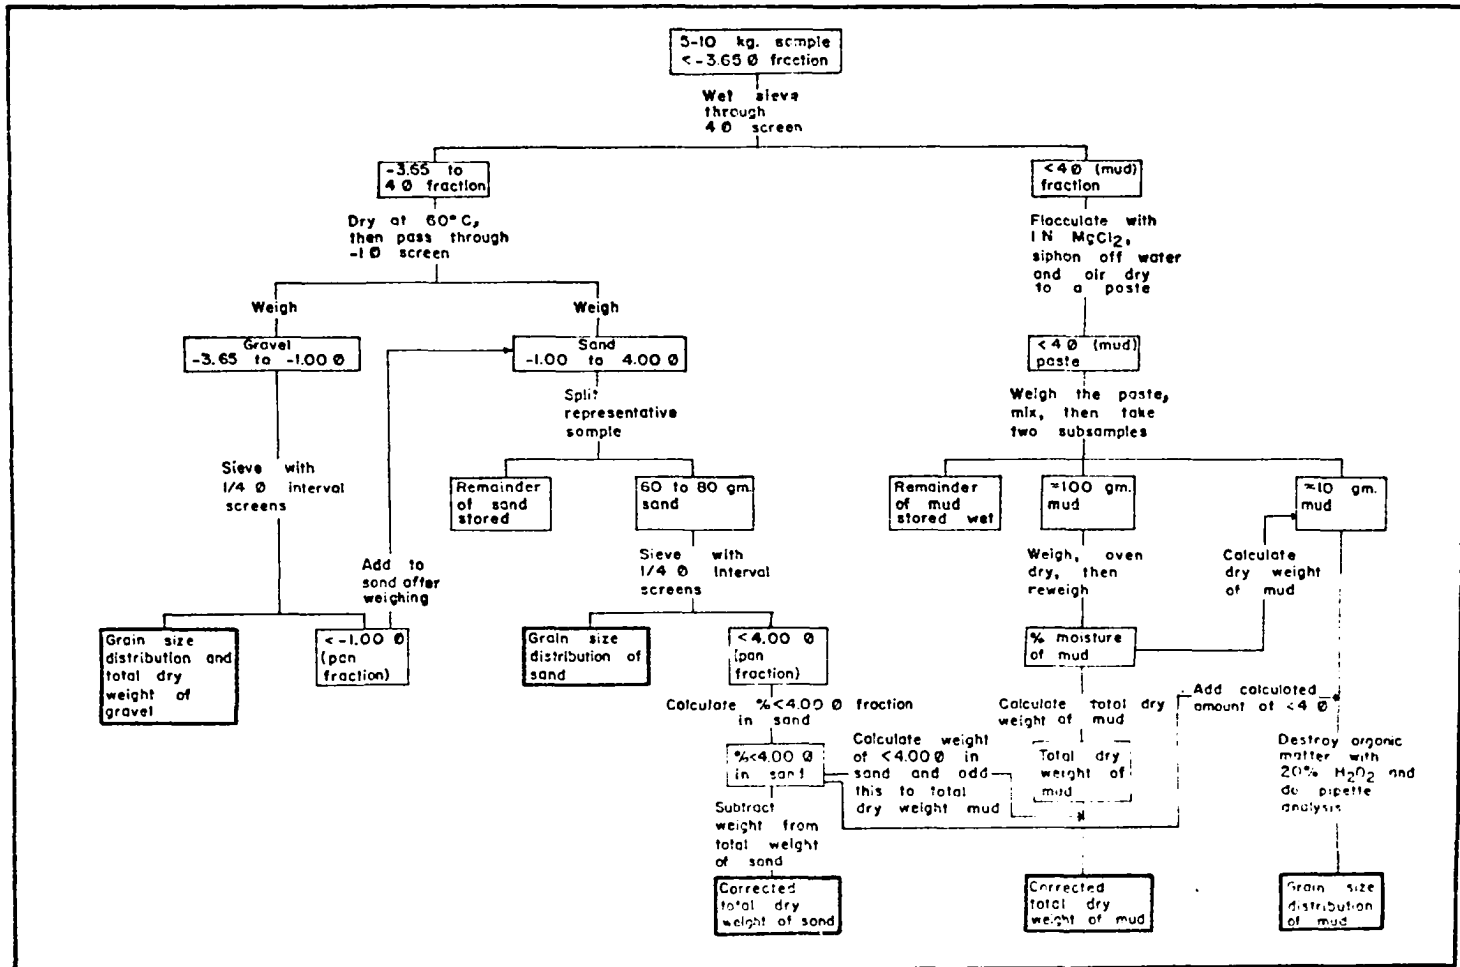 5-10 kg. sample
<-3.65 Ø fraction
Wet sieve
through
4 Ø screen
-3.65 to
4 Ø fraction
<4 Ø (mud)
fraction
Dry at 60°C,
then pass through
-1 Ø screen
Flocculate with
1 N MgCl₂,
siphon off water
and air dry
to a paste
Weigh
Weigh
Gravel
-3.65 to -1.00 Ø
Sand
-1.00 to 4.00 Ø
<4 Ø (mud)
paste
Split
representative
sample
Weigh the paste,
mix, then take
two subsamples
Sieve with
1/4 Ø interval
screens
Remainder
of sand
stored
60 to 80 gm.
sand
Remainder
of mud
stored wet
≈100 gm.
mud
≈10 gm.
mud
Add to
sand after
weighing
Sieve with
1/4 Ø interval
screens
Weigh, oven
dry, then
reweigh
Calculate
dry weight
of mud
Grain size
distribution and
total dry
weight of
gravel
<-1.00 Ø
(pan
fraction)
Grain size
distribution of
sand
<4.00 Ø
(pan
fraction)
% moisture
of mud
Add calculated
amount of <4 Ø
Calculate %<4.00 Ø fraction
in sand
Calculate total dry
weight of mud
%<4.00 Ø
in sand
Calculate weight
of <4.00 Ø in
sand and add
this to total
dry weight mud
Total dry
weight of
mud
Destroy organic
matter with
20% H₂O₂ and
do pipette
analysis
Subtract
weight from
total weight
of sand
Corrected
total dry
weight of sand
Corrected
total dry
weight of mud
Grain size
distribution
of mud